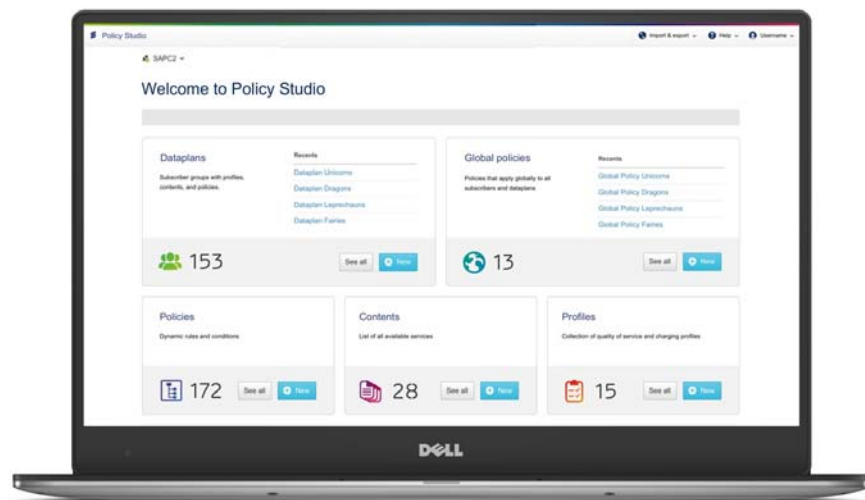 Policy Studio
Import & export
Help
Username
SAPC2
Welcome to Policy Studio
Dataplans
Subscriber groups with profiles,
contents, and policies.
Recents
Dataplan Unicorns
Dataplan Dragons
Dataplan Leprechauns
Dataplan Fairies
153
See all
New
Global policies
Policies that apply globally to all
subscribers and dataplans
Recents
Global Policy Unicorns
Global Policy Dragons
Global Policy Leprechauns
Global Policy Fairies
13
See all
New
Policies
Dynamic rules and conditions
172
See all
New
Contents
List of all available services
28
See all
New
Profiles
Collection of quality of service and charging profiles
15
See all
New
DELL